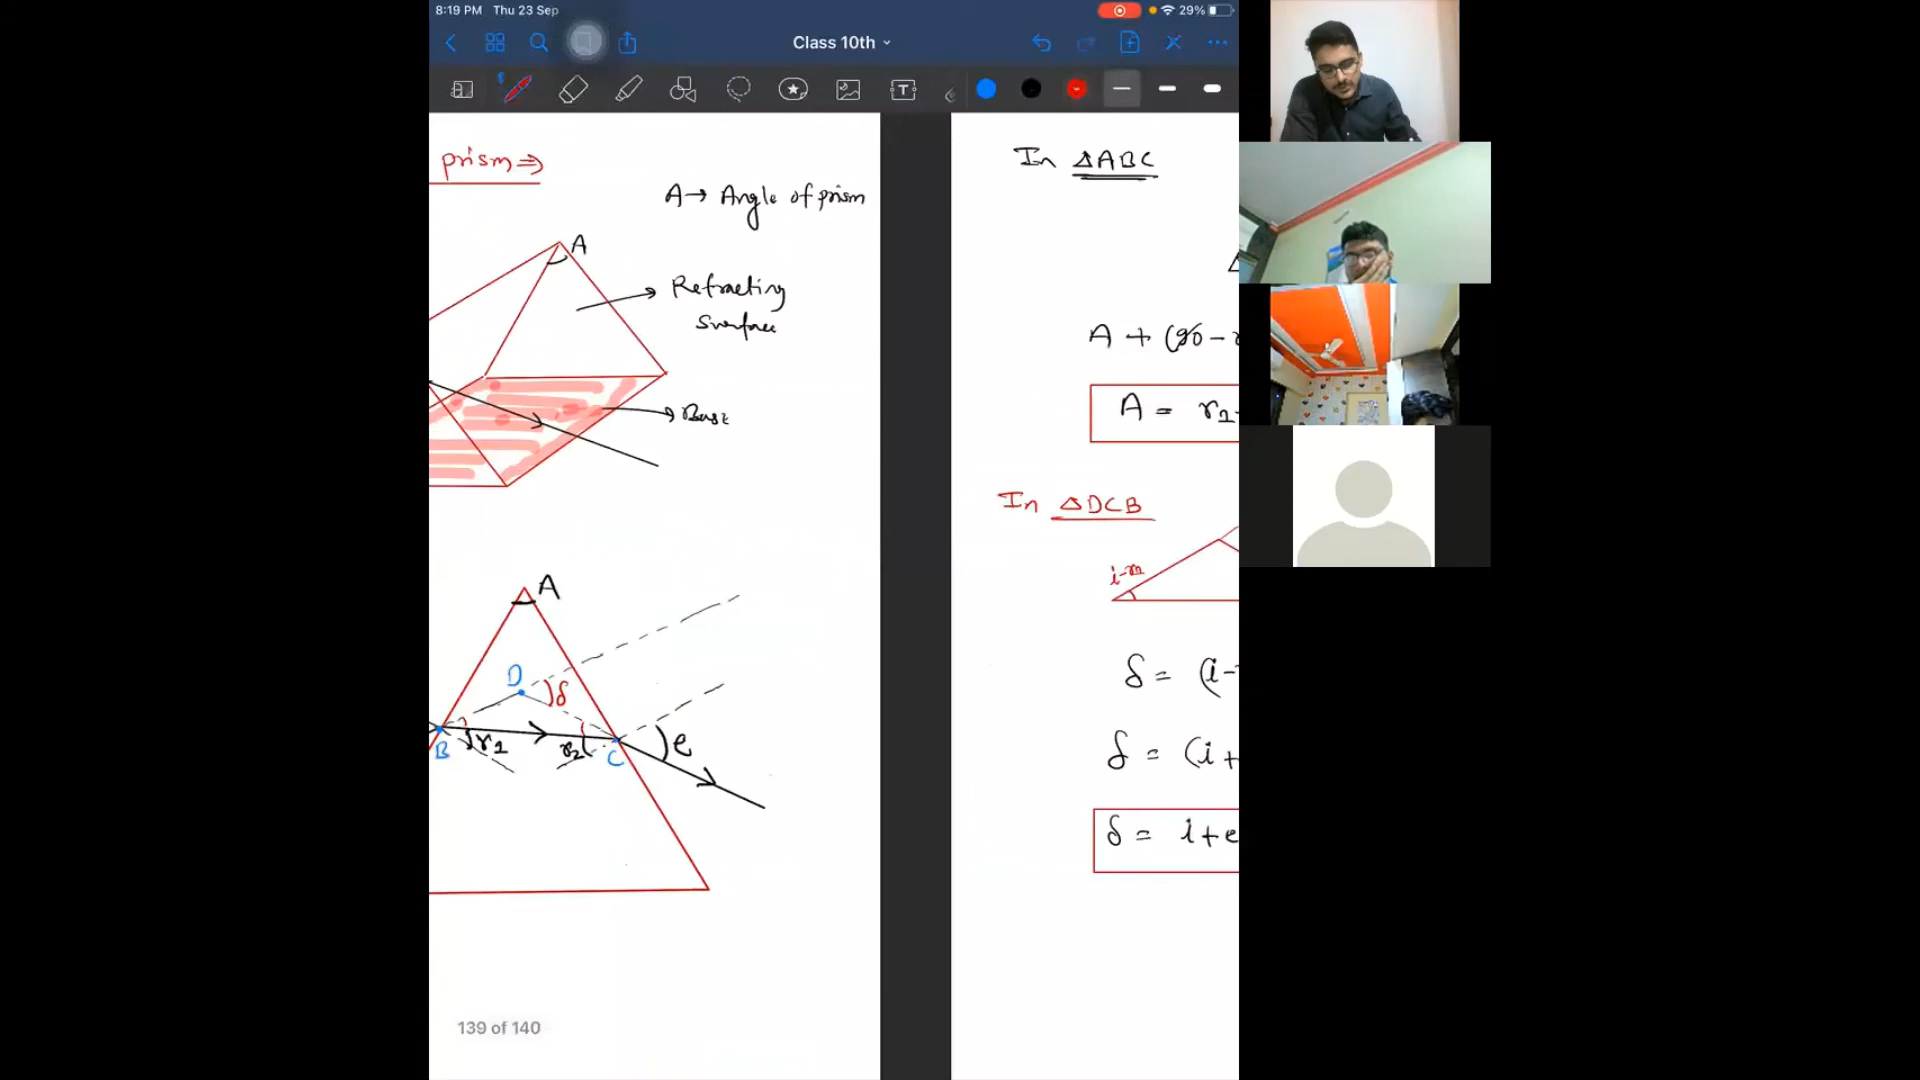 8:19 PM Thu 23 Sep
29%
Class 10th
T
prism ⇒
A → Angle of prism
A
Refracting
Surface
Base
A
D
δ
B
r1
r2
C
e
139 of 140
In ΔABC
A + (90 -
A =
In ΔDCB
δ = (i-
δ = (i+
δ = i+e